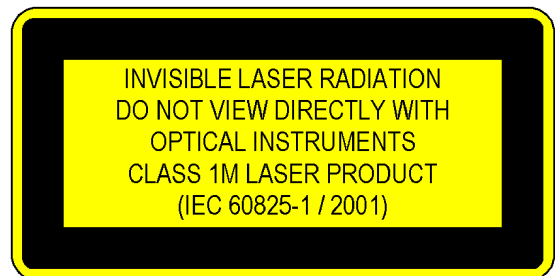 INVISIBLE LASER RADIATION
DO NOT VIEW DIRECTLY WITH
OPTICAL INSTRUMENTS
CLASS 1M LASER PRODUCT
(IEC 60825-1 / 2001)